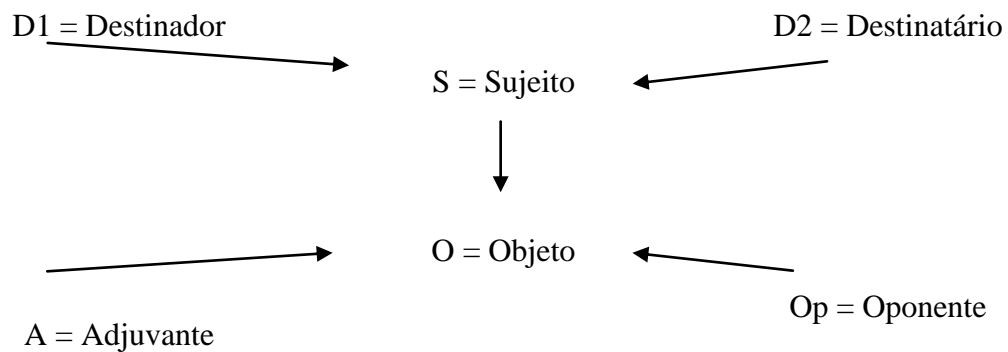 D1 = Destinador
D2 = Destinatário
S = Sujeito
O = Objeto
Op = Oponente
A = Adjuvante